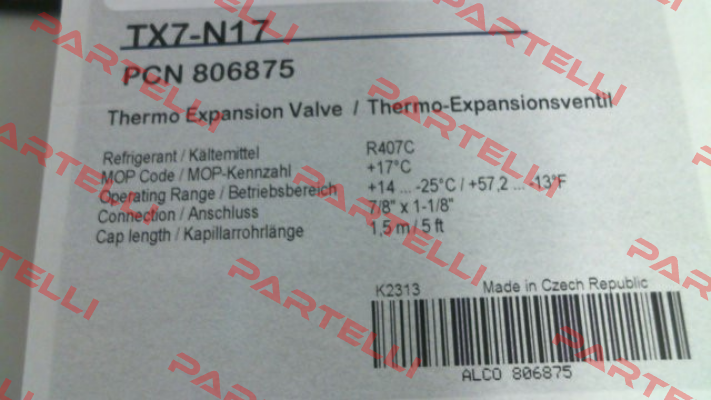 TX7-N17
PCN 806875
Thermo Expansion Valve / Thermo-Expansionsventil
Refrigerant / Kältemittel R407C
MOP Code / MOP-Kennzahl +17°C
Operating Range / Betriebsbereich +14 ... -25°C / +57,2 ... -13°F
Connection / Anschluss 7/8" x 1-1/8"
Cap length / Kapillarrohrlänge 1,5 m / 5 ft
K2313 Made in Czech Republic
ALCO 806875
PARTELLI
PARTELLI
PARTELLI
PARTELLI
PARTELLI
PARTELLI
PARTELLI